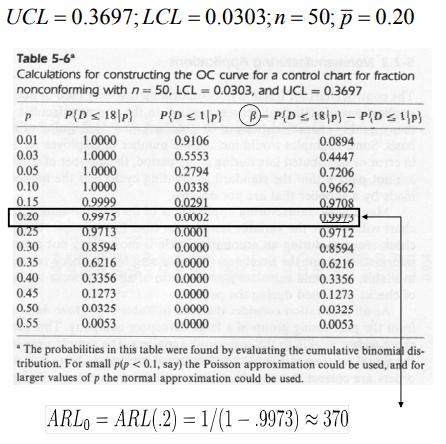 UCL = 0.3697; LCL = 0.0303; n = 50; p̅ = 0.20
Table 5-6ᵃ
Calculations for constructing the OC curve for a control chart for fraction
nonconforming with n = 50, LCL = 0.0303, and UCL = 0.3697
p P{D ≤ 18|p} P{D ≤ 1|p} β = P{D ≤ 18|p} − P{D ≤ 1|p}
0.01 1.0000 0.9106 0.0894
0.03 1.0000 0.5553 0.4447
0.05 1.0000 0.2794 0.7206
0.10 1.0000 0.0338 0.9662
0.15 0.9999 0.0291 0.9708
0.20 0.9975 0.0002 0.9973
0.25 0.9713 0.0001 0.9712
0.30 0.8594 0.0000 0.8594
0.35 0.6216 0.0000 0.6216
0.40 0.3356 0.0000 0.3356
0.45 0.1273 0.0000 0.1273
0.50 0.0325 0.0000 0.0325
0.55 0.0053 0.0000 0.0053
ᵃ The probabilities in this table were found by evaluating the cumulative binomial dis-
tribution. For small p(p < 0.1, say) the Poisson approximation could be used, and for
larger values of p the normal approximation could be used.
ARL₀ = ARL(.2) = 1/(1 − .9973) ≈ 370